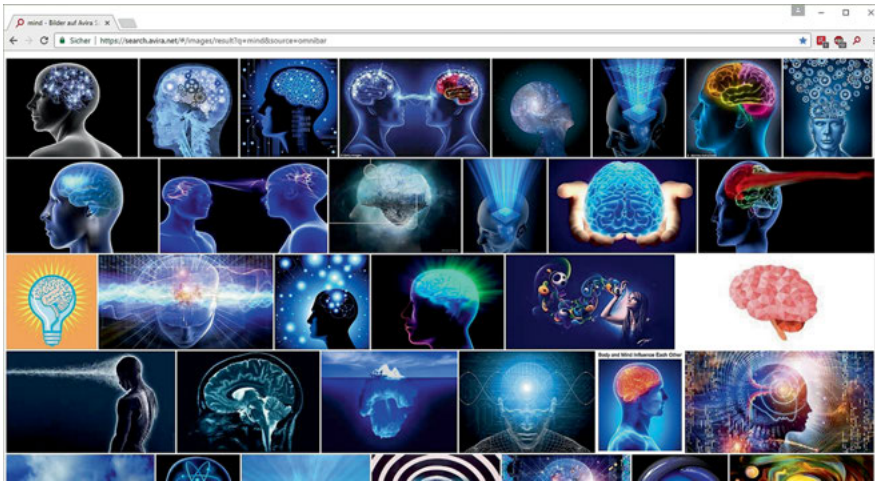 mind - Bilder auf Avira S
Sicher | https://search.avira.net/#/images/result?q=mind&source=omnibar
Body and Mind Influence Each Other